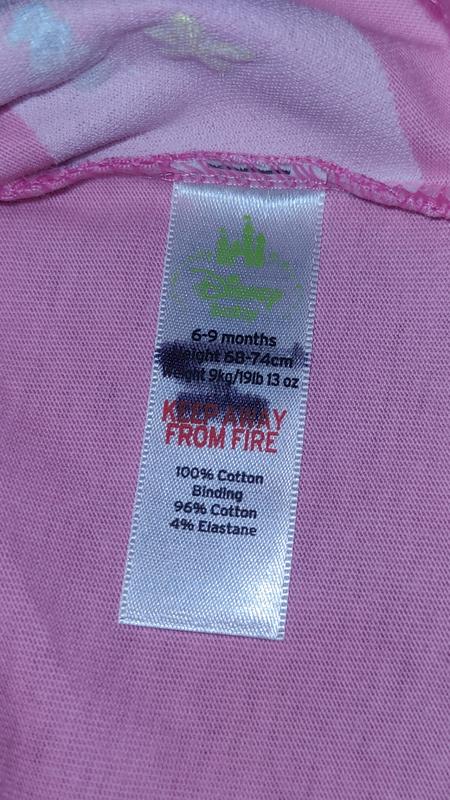 Disney
baby
6-9 months
Height 68-74cm
Weight 9kg/19lb 13 oz
KEEP AWAY
FROM FIRE
100% Cotton
Binding
96% Cotton
4% Elastane